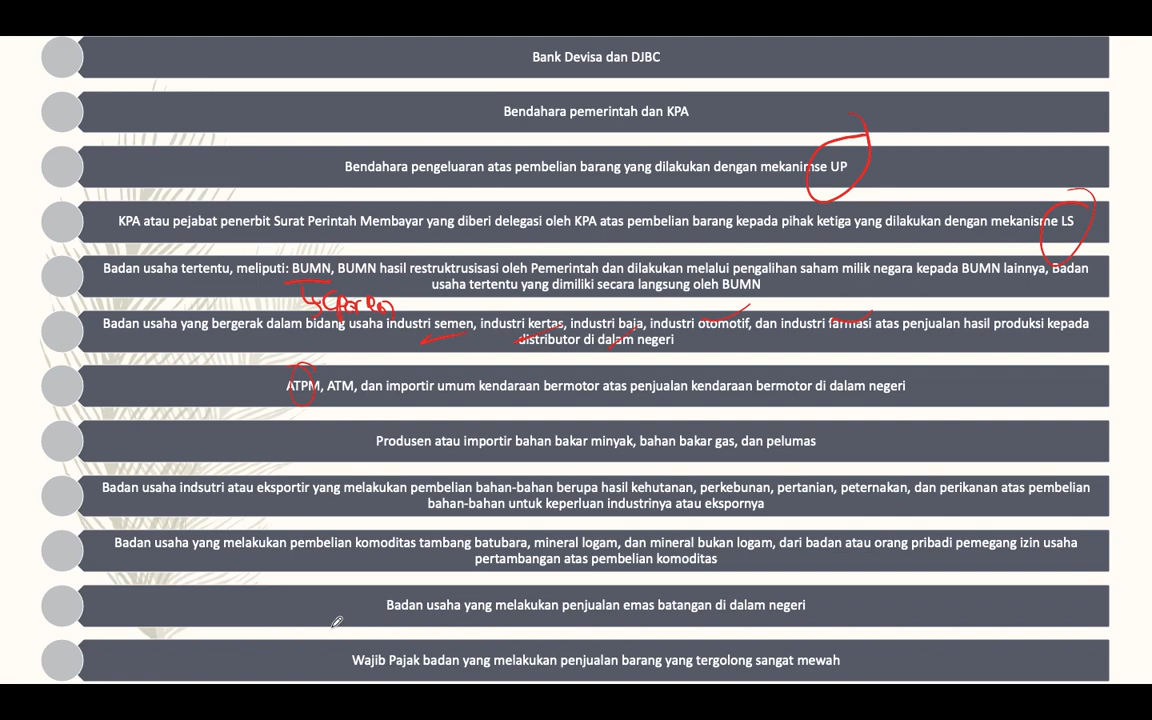 Bank Devisa dan DJBC
Bendahara pemerintah dan KPA
Bendahara pengeluaran atas pembelian barang yang dilakukan dengan mekanimse UP
KPA atau pejabat penerbit Surat Perintah Membayar yang diberi delegasi oleh KPA atas pembelian barang kepada pihak ketiga yang dilakukan dengan mekanisme LS
Badan usaha tertentu, meliputi: BUMN, BUMN hasil restruktrusisasi oleh Pemerintah dan dilakukan melalui pengalihan saham milik negara kepada BUMN lainnya, Badan
usaha tertentu yang dimiliki secara langsung oleh BUMN
Badan usaha yang bergerak dalam bidang usaha industri semen, industri kertas, industri baja, industri otomotif, dan industri farmasi atas penjualan hasil produksi kepada
distributor di dalam negeri
ATPM, ATM, dan importir umum kendaraan bermotor atas penjualan kendaraan bermotor di dalam negeri
Produsen atau importir bahan bakar minyak, bahan bakar gas, dan pelumas
Badan usaha indsutri atau eksportir yang melakukan pembelian bahan-bahan berupa hasil kehutanan, perkebunan, pertanian, peternakan, dan perikanan atas pembelian
bahan-bahan untuk keperluan industrinya atau ekspornya
Badan usaha yang melakukan pembelian komoditas tambang batubara, mineral logam, dan mineral bukan logam, dari badan atau orang pribadi pemegang izin usaha
pertambangan atas pembelian komoditas
Badan usaha yang melakukan penjualan emas batangan di dalam negeri
Wajib Pajak badan yang melakukan penjualan barang yang tergolong sangat mewah